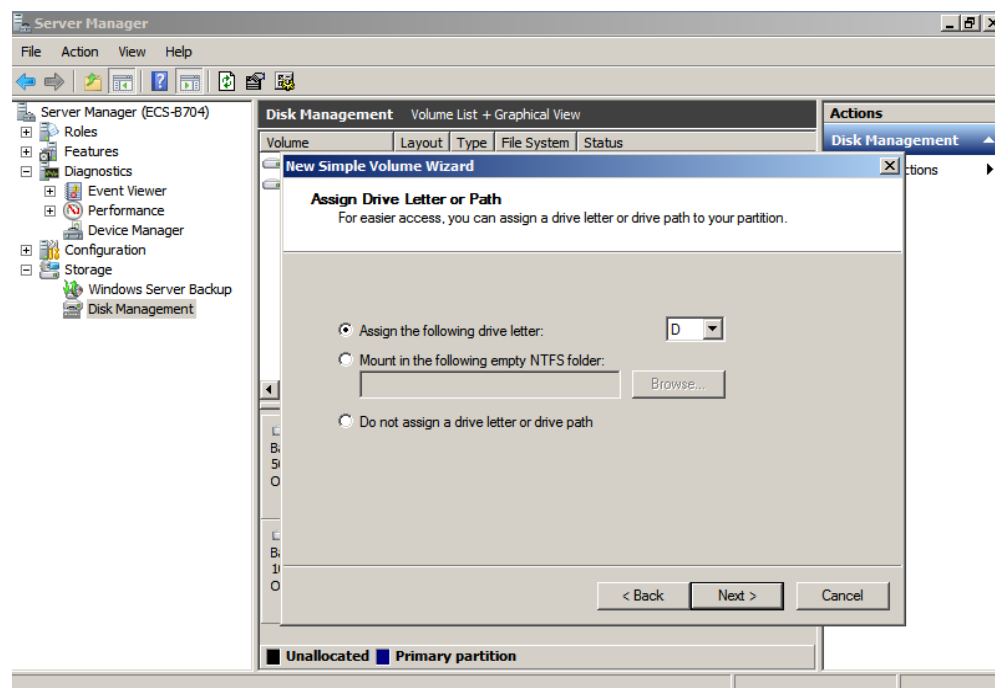 Server Manager
File Action View Help
Server Manager (ECS-B704)
Roles
Features
Diagnostics
Event Viewer
Performance
Device Manager
Configuration
Storage
Windows Server Backup
Disk Management
Disk Management Volume List + Graphical View
Volume Layout Type File System Status
New Simple Volume Wizard
Assign Drive Letter or Path
For easier access, you can assign a drive letter or drive path to your partition.
Assign the following drive letter: D
Mount in the following empty NTFS folder:
Browse...
Do not assign a drive letter or drive path
< Back Next > Cancel
Unallocated Primary partition
Actions
Disk Management